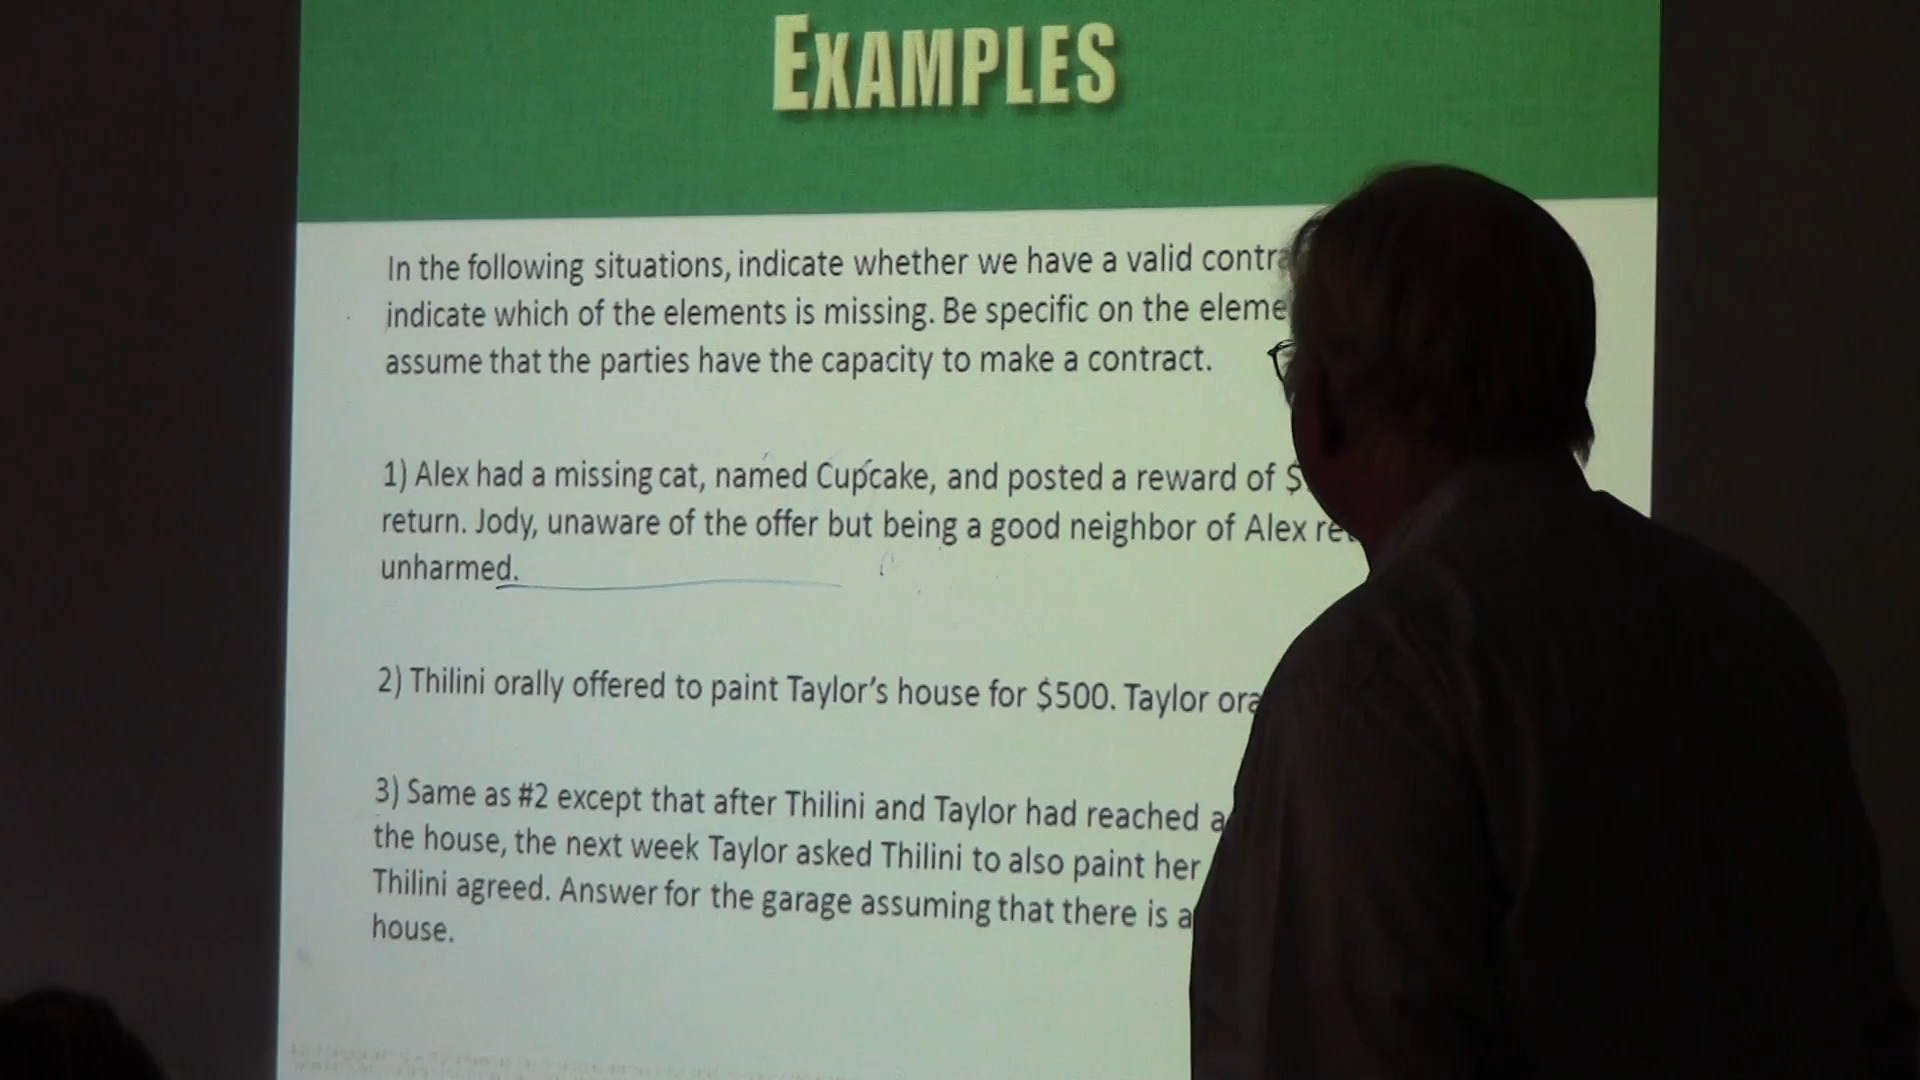 EXAMPLES
In the following situations, indicate whether we have a valid
indicate which of the elements is missing. Be specific on the
assume that the parties have the capacity to make a contract.
1) Alex had a missing cat, named Cupcake, and posted a reward of $
return. Jody, unaware of the offer but being a good neighbor of Alex
unharmed.
2) Thilini orally offered to paint Taylor's house for $500. Taylor
3) Same as #2 except that after Thilini and Taylor had reached
the house, the next week Taylor asked Thilini to also paint her
Thilini agreed. Answer for the garage assuming that there is a
house.